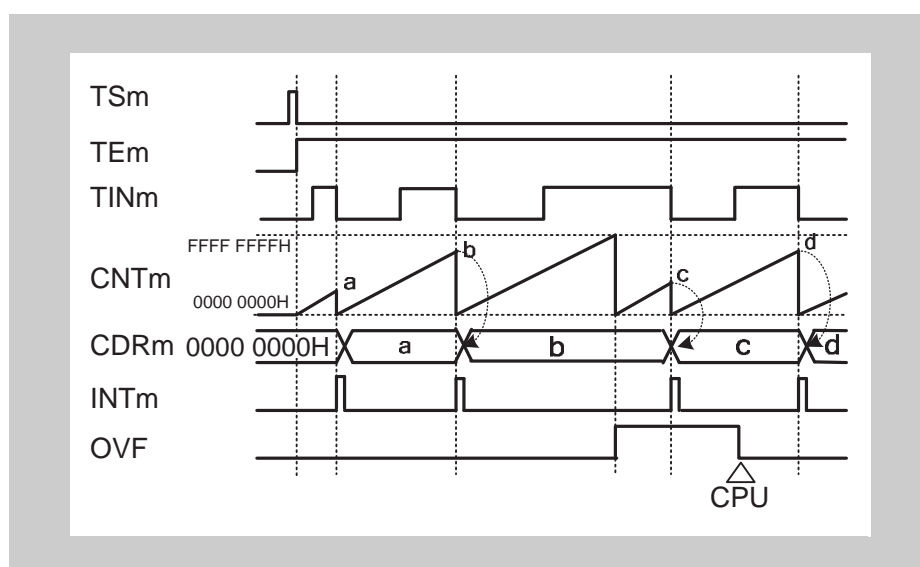 TSm
TEm
TINm
FFFF FFFFH
CNTm
0000 0000H
a
b
c
d
CDRm 0000 0000H a b c d
INTm
OVF
CPU